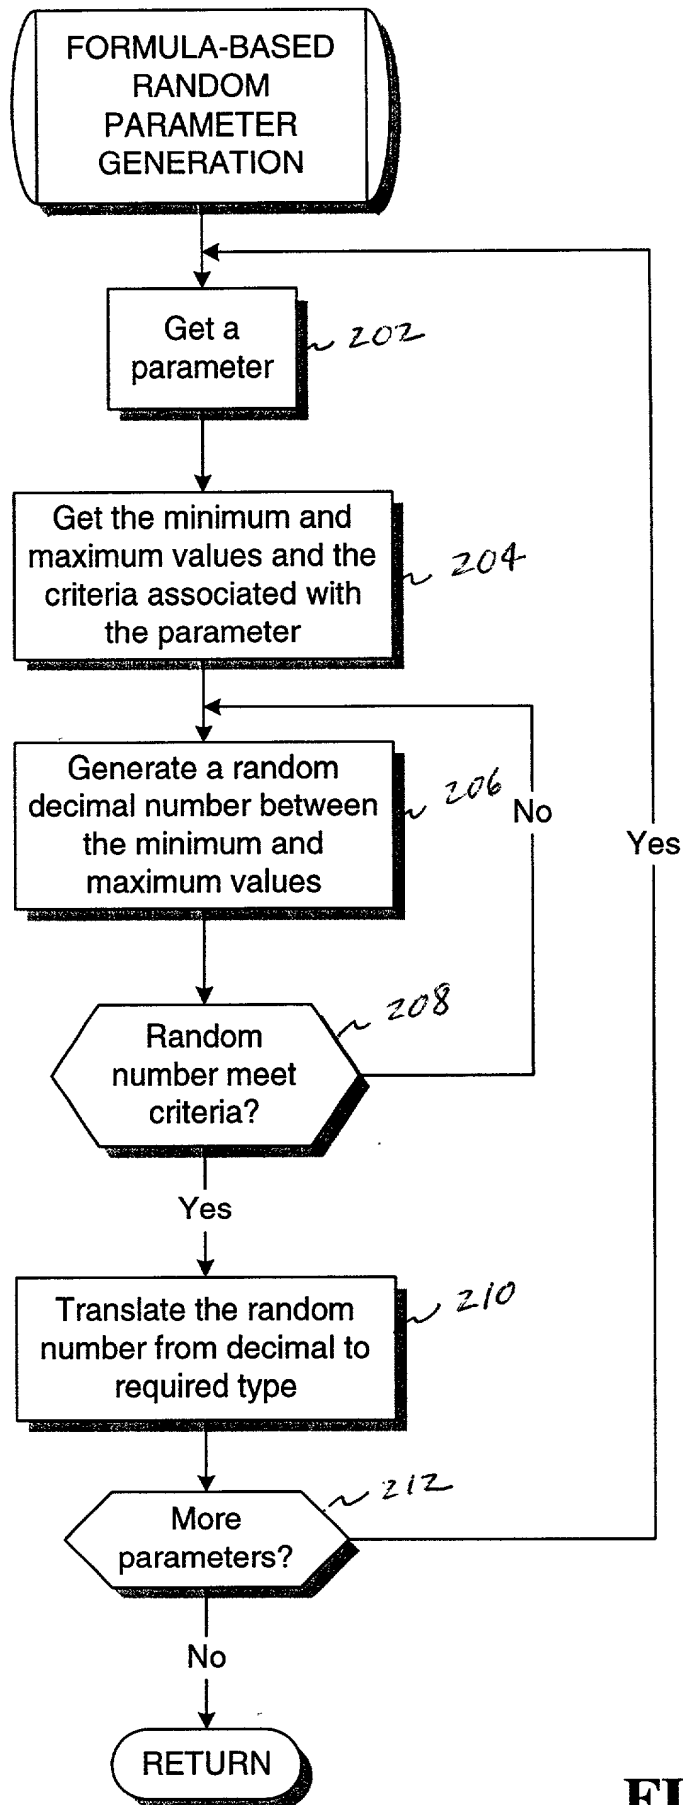 FORMULA-BASED
RANDOM
PARAMETER
GENERATION
Get a
parameter
202
Get the minimum and
maximum values and the
criteria associated with
the parameter
204
Generate a random
decimal number between
the minimum and
maximum values
206
No
Yes
Random
number meet
criteria?
208
Yes
Translate the random
number from decimal to
required type
210
More
parameters?
212
No
RETURN